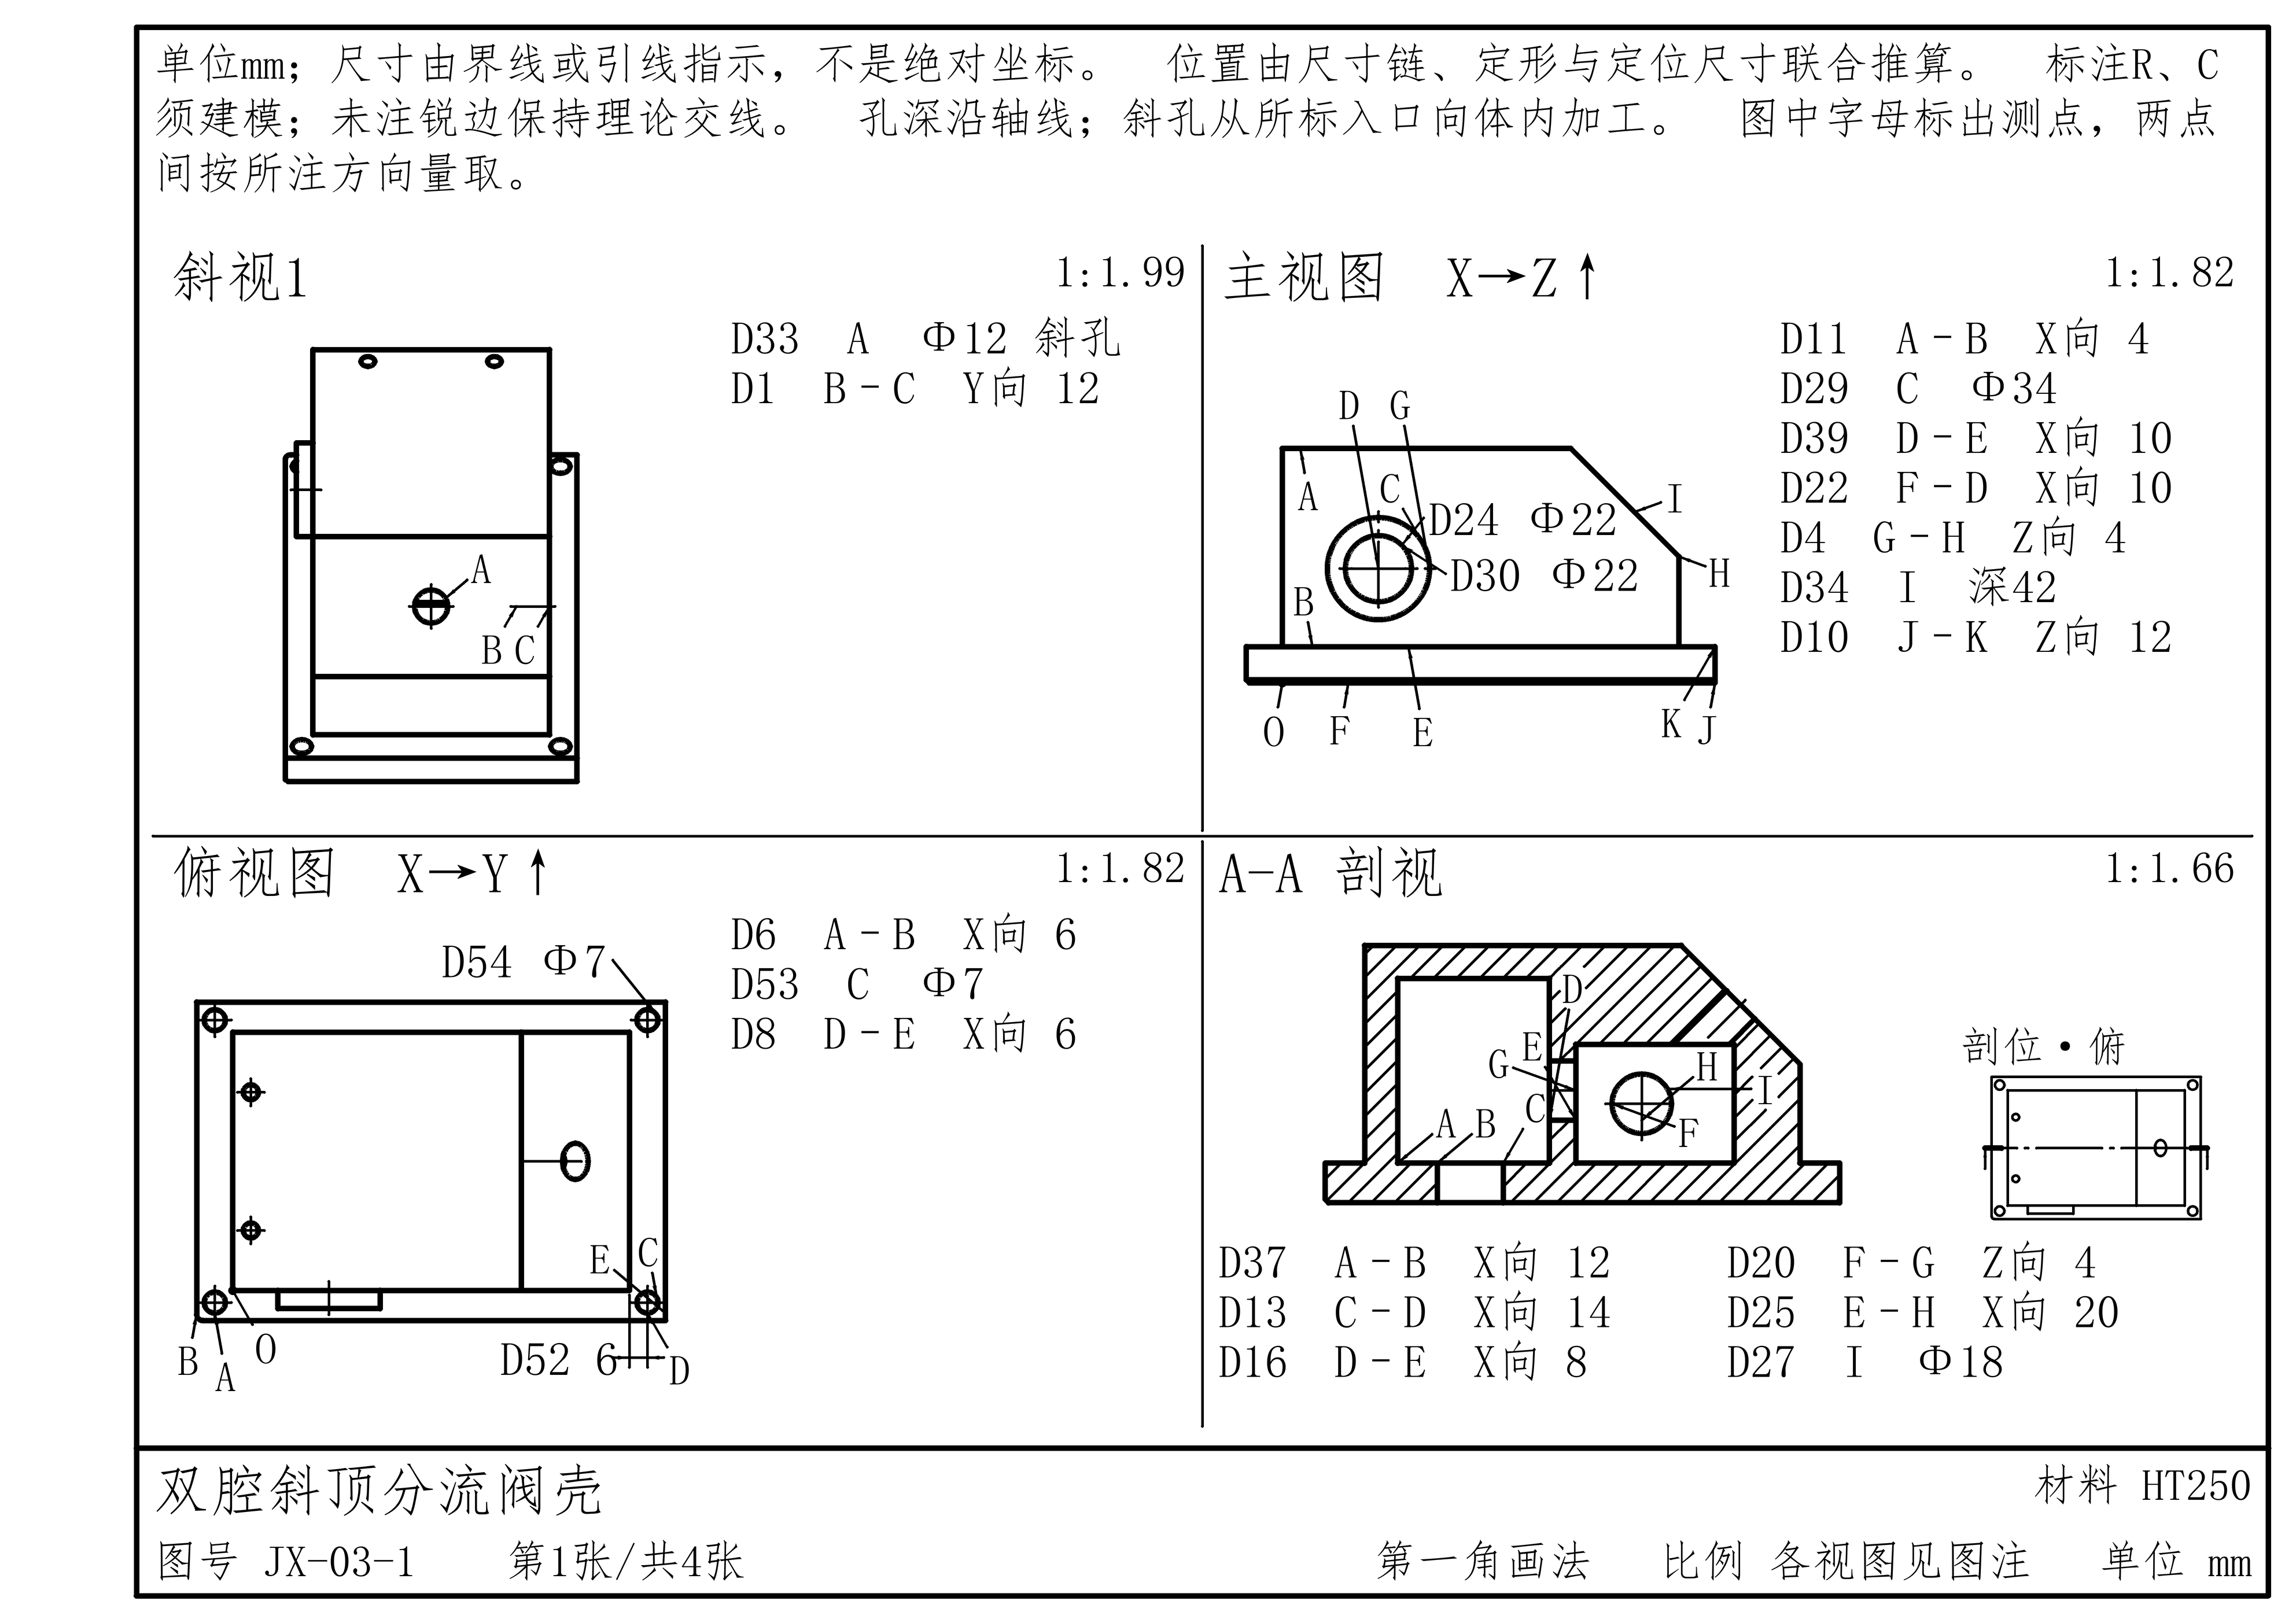 单位mm；尺寸由界线或引线指示，不是绝对坐标。 位置由尺寸链、定形与定位尺寸联合推算。 标注R、C
须建模；未注锐边保持理论交线。 孔深沿轴线；斜孔从所标入口向体内加工。 图中字母标出测点，两点
间按所注方向量取。
斜视1 1:1.99
D33 A Φ12 斜孔
D1 B-C Y向 12
A
B C
主视图 X→Z↑ 1:1.82
D11 A-B X向 4
D29 C Φ34
D39 D-E X向 10
D22 F-D X向 10
D4 G-H Z向 4
D34 I 深42
D10 J-K Z向 12
D G
A C I
D24 Φ22
D30 Φ22
H
B
O F E K J
俯视图 X→Y↑ 1:1.82
D6 A-B X向 6
D53 C Φ7
D8 D-E X向 6
D54 Φ7
E C
B A O
D52 6
D
A-A 剖视 1:1.66
D
E
G H
I
A B C F
剖位·俯
D37 A-B X向 12
D13 C-D X向 14
D16 D-E X向 8
D20 F-G Z向 4
D25 E-H X向 20
D27 I Φ18
双腔斜顶分流阀壳 材料 HT250
图号 JX-03-1 第1张/共4张 第一角画法 比例 各视图见图注 单位 mm